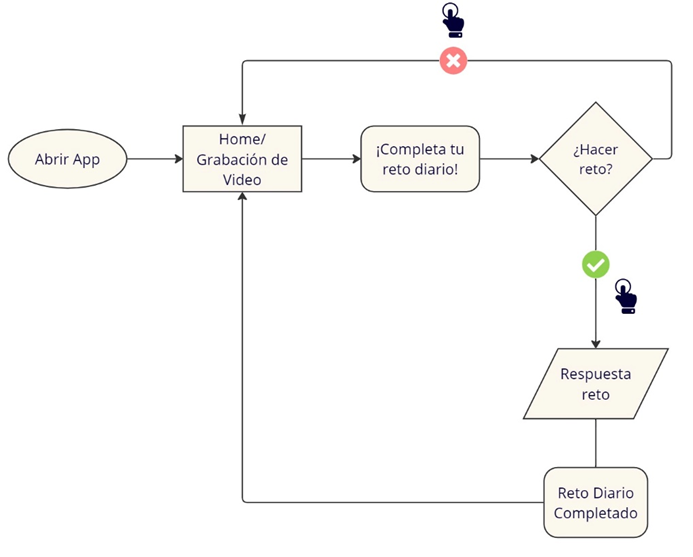 Abrir App
Home/
Grabación de
Video
¡Completa tu
reto diario!
¿Hacer
reto?
Respuesta
reto
Reto Diario
Completado